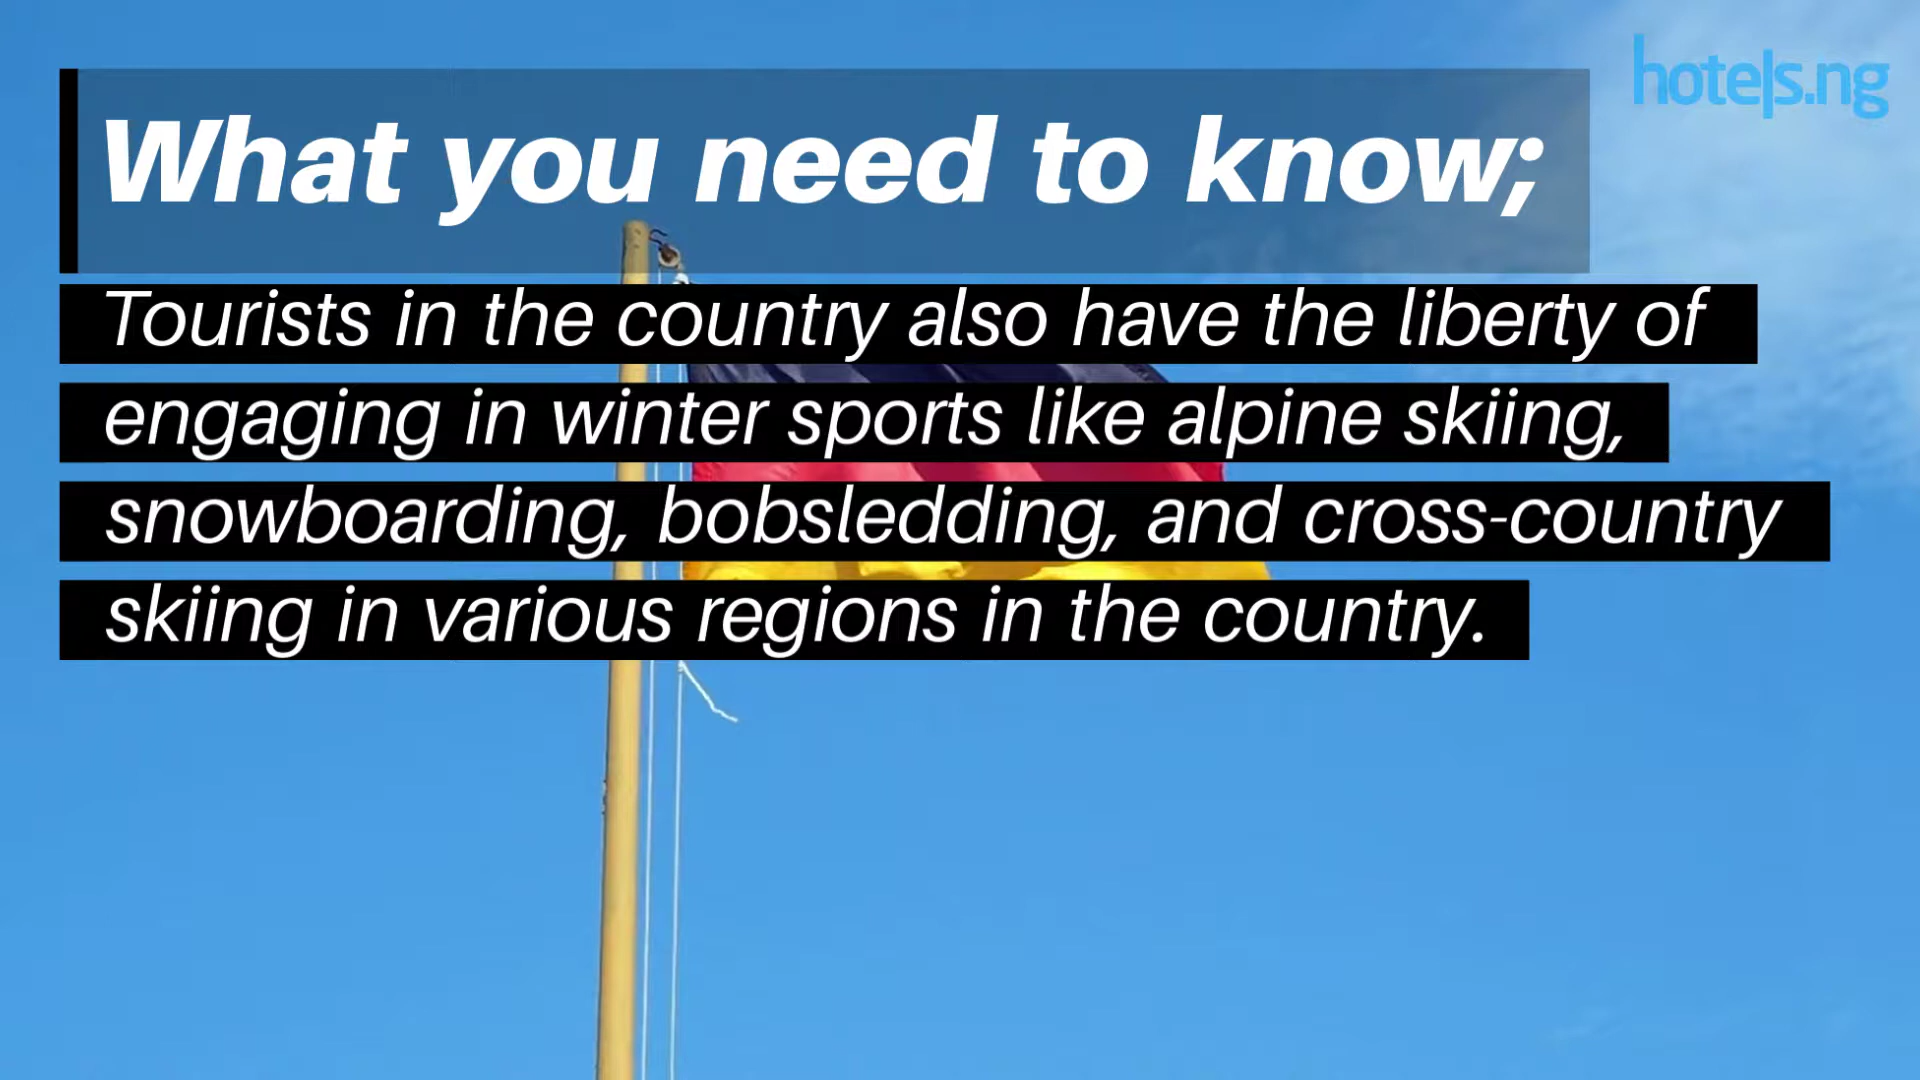 hotels.ng
What you need to know;
Tourists in the country also have the liberty of
engaging in winter sports like alpine skiing,
snowboarding, bobsledding, and cross-country
skiing in various regions in the country.